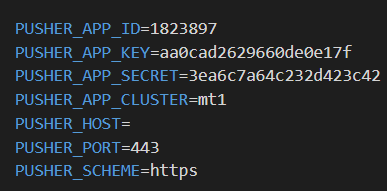 PUSHER_APP_ID=1823897
PUSHER_APP_KEY=aa0cad2629660de0e17f
PUSHER_APP_SECRET=3ea6c7a64c232d423c42
PUSHER_APP_CLUSTER=mt1
PUSHER_HOST=
PUSHER_PORT=443
PUSHER_SCHEME=https